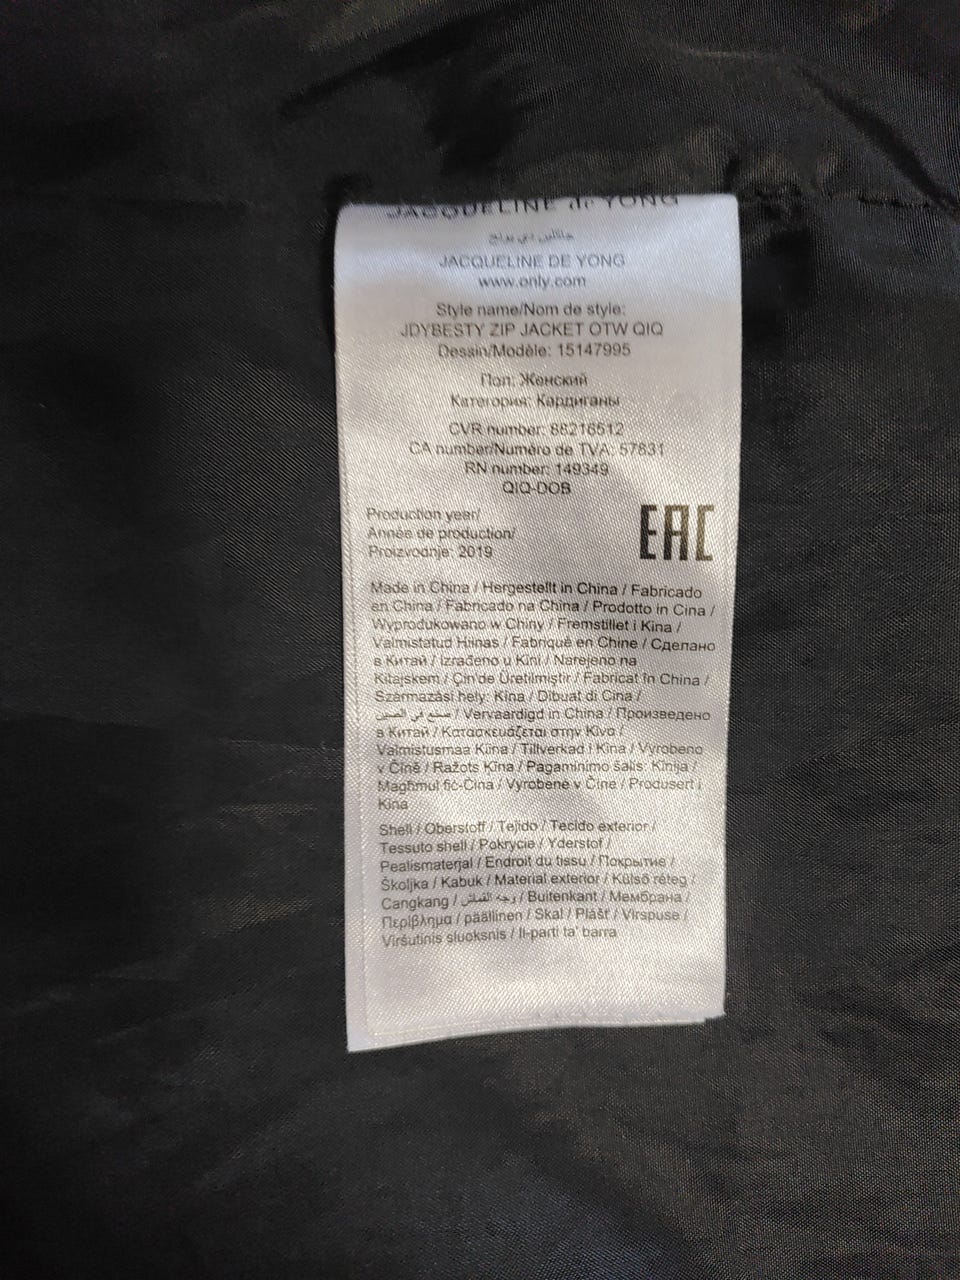 JACQUELINE de YONG
جاكلين دي يونج
JACQUELINE DE YONG
www.only.com
Style name/Nom de style:
JDYBESTY ZIP JACKET OTW QIQ
Dessin/Modèle: 15147995
Пол: Женский
Категория: Кардиганы
CVR number: 86216512
CA number/Numéro de TVA: 57831
RN number: 149349
QIQ-DOB
Production year/
Année de production/
Proizvodnje: 2019
EAC
Made in China / Hergestellt in China / Fabricado
en China / Fabricado na China / Prodotto in Cina /
Wyprodukowano w Chiny / Fremstillet i Kina /
Valmistatud Hiinas / Fabriqué en Chine / Сделано
в Китай / Izrađeno u Kini / Narejeno na
Kitajskem / Çin'de Üretilmiştir / Fabricat în China /
Származási hely: Kína / Dibuat di Cina /
صنع في الصين / Vervaardigd in China / Произведено
в Китай / Κατασκευάζεται στην Κίνα /
Valmistusmaa Kiina / Tillverkad i Kina / Vyrobeno
v Číně / Ražots Ķīna / Pagaminimo šalis: Kinija /
Magħmul fiċ-Ċina / Vyrobené v Číne / Produsert i
Kina
Shell / Oberstoff / Tejido / Tecido exterior /
Tessuto shell / Pokrycie / Yderstof /
Pealismaterjal / Endroit du tissu / Покрытие /
Školjka / Kabuk / Material exterior / Külső réteg /
Cangkang / وجه القماش / Buitenkant / Мембрана /
Περίβλημα / päällinen / Skal / Plášť / Virspuse /
Viršutinis sluoksnis / Il-parti ta' barra